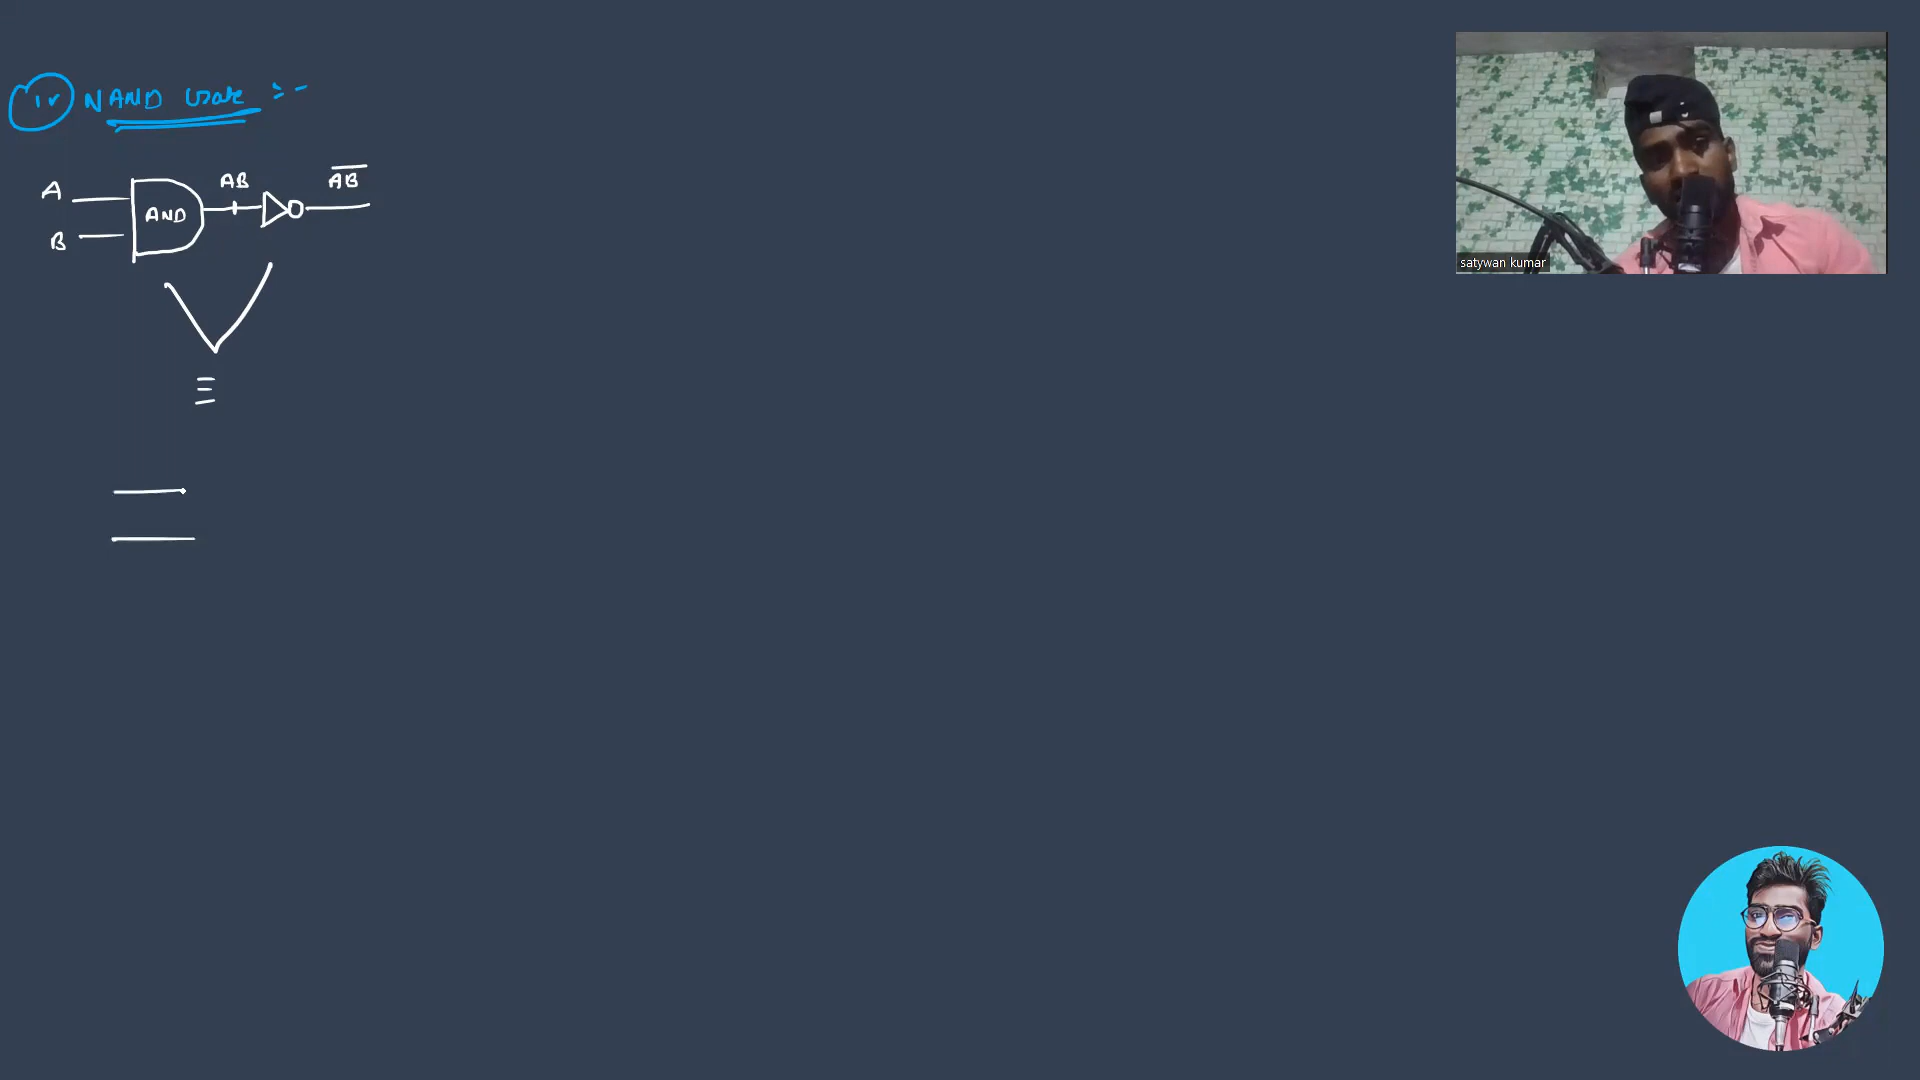 iv NAND Gate :-
A
B
AND
AB
A̅B̅
≡
satywan kumar